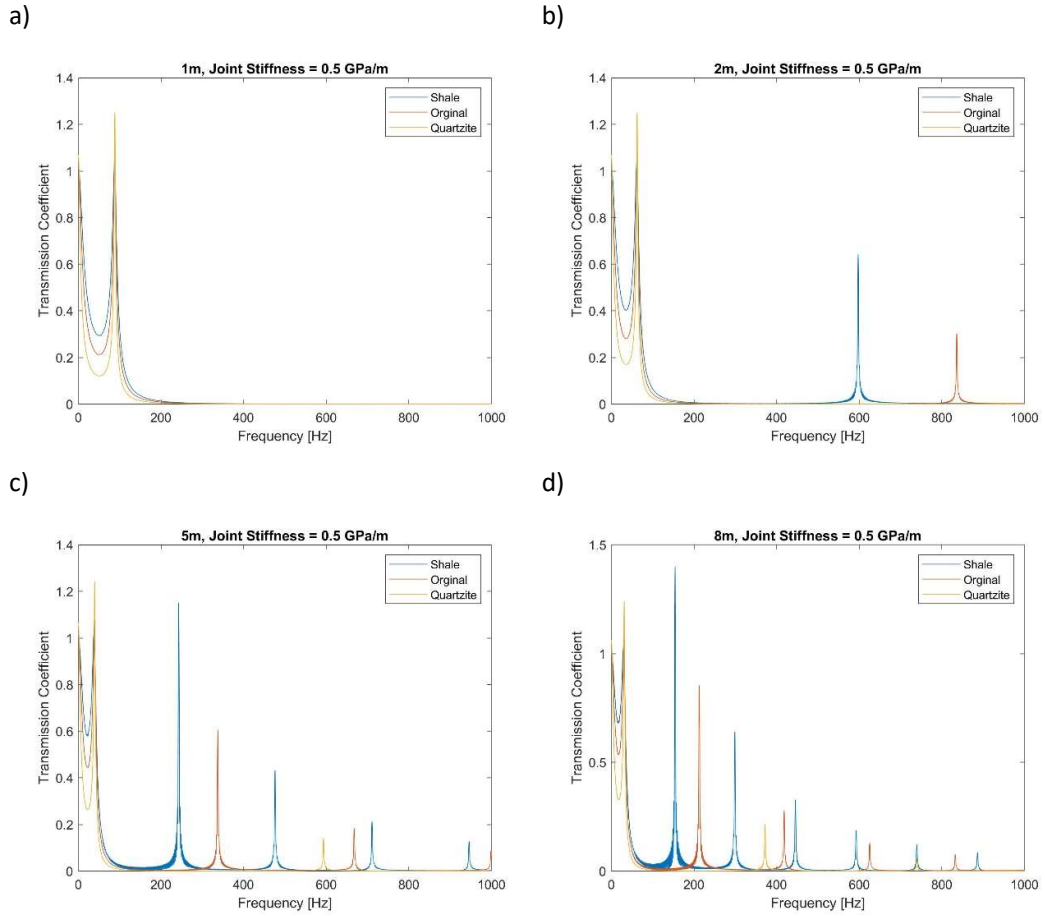 a)
1m, Joint Stiffness = 0.5 GPa/m
1.4
1.2
1
0.8
0.6
0.4
0.2
0
Transmission Coefficient
Shale
Orginal
Quartzite
0 200 400 600 800 1000
Frequency [Hz]
b)
2m, Joint Stiffness = 0.5 GPa/m
1.4
1.2
1
0.8
0.6
0.4
0.2
0
Transmission Coefficient
Shale
Orginal
Quartzite
0 200 400 600 800 1000
Frequency [Hz]
c)
5m, Joint Stiffness = 0.5 GPa/m
1.4
1.2
1
0.8
0.6
0.4
0.2
0
Transmission Coefficient
Shale
Orginal
Quartzite
0 200 400 600 800 1000
Frequency [Hz]
d)
8m, Joint Stiffness = 0.5 GPa/m
1.5
1
0.5
0
Transmission Coefficient
Shale
Orginal
Quartzite
0 200 400 600 800 1000
Frequency [Hz]